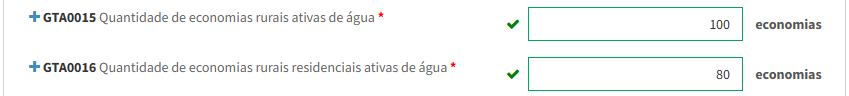 GTA0015 Quantidade de economias rurais ativas de água * 100 economias
GTA0016 Quantidade de economias rurais residenciais ativas de água * 80 economias